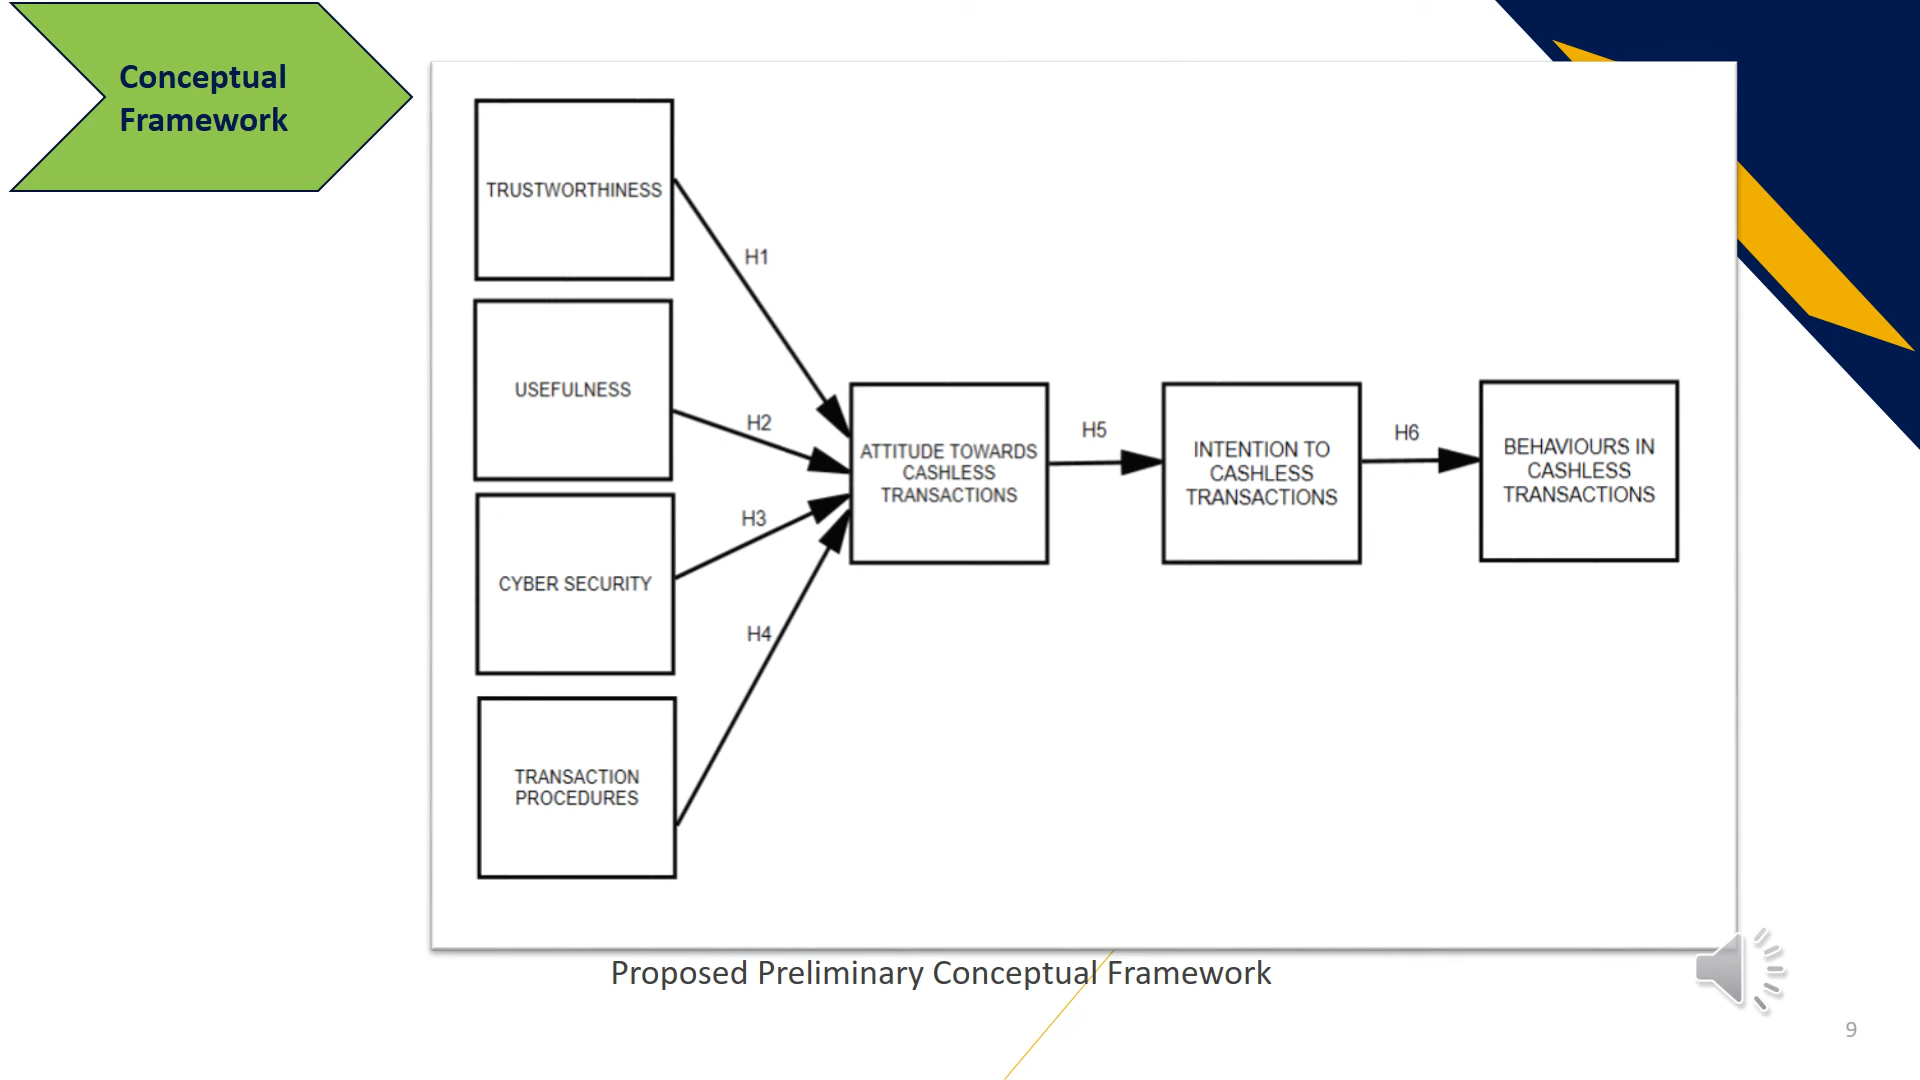 Conceptual
Framework
TRUSTWORTHINESS
H1
USEFULNESS
H2
CYBER SECURITY
H3
TRANSACTION
PROCEDURES
H4
ATTITUDE TOWARDS
CASHLESS
TRANSACTIONS
H5
INTENTION TO
CASHLESS
TRANSACTIONS
H6
BEHAVIOURS IN
CASHLESS
TRANSACTIONS
Proposed Preliminary Conceptual Framework
9